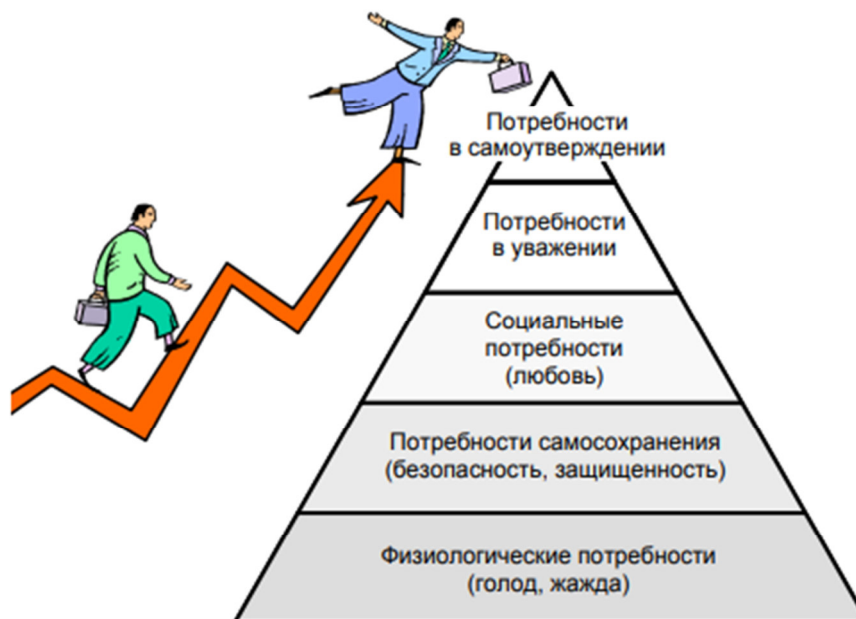 Потребности
в самоутверждении
Потребности
в уважении
Социальные
потребности
(любовь)
Потребности самосохранения
(безопасность, защищенность)
Физиологические потребности
(голод, жажда)